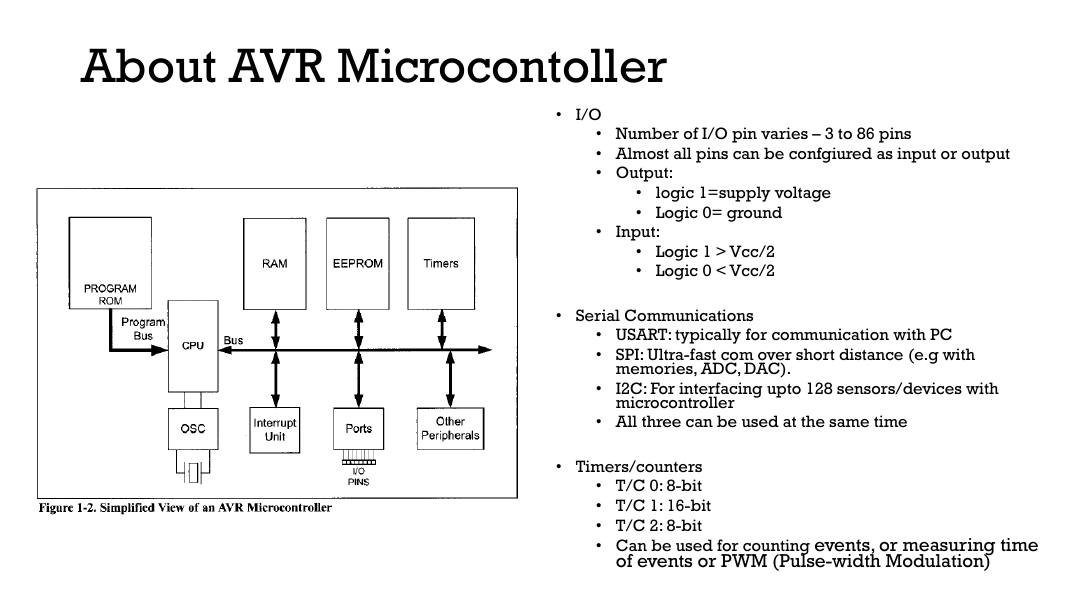 About AVR Microcontoller
PROGRAM
ROM
RAM
EEPROM
Timers
Program
Bus
CPU
Bus
OSC
Interrupt
Unit
Ports
Other
Peripherals
I/O
PINS
Figure 1-2. Simplified View of an AVR Microcontroller
• I/O
• Number of I/O pin varies – 3 to 86 pins
• Almost all pins can be confgiured as input or output
• Output:
• logic 1=supply voltage
• Logic 0= ground
• Input:
• Logic 1 > Vcc/2
• Logic 0 < Vcc/2
• Serial Communications
• USART: typically for communication with PC
• SPI: Ultra-fast com over short distance (e.g with
memories, ADC, DAC).
• I2C: For interfacing upto 128 sensors/devices with
microcontroller
• All three can be used at the same time
• Timers/counters
• T/C 0: 8-bit
• T/C 1: 16-bit
• T/C 2: 8-bit
• Can be used for counting events, or measuring time
of events or PWM (Pulse-width Modulation)